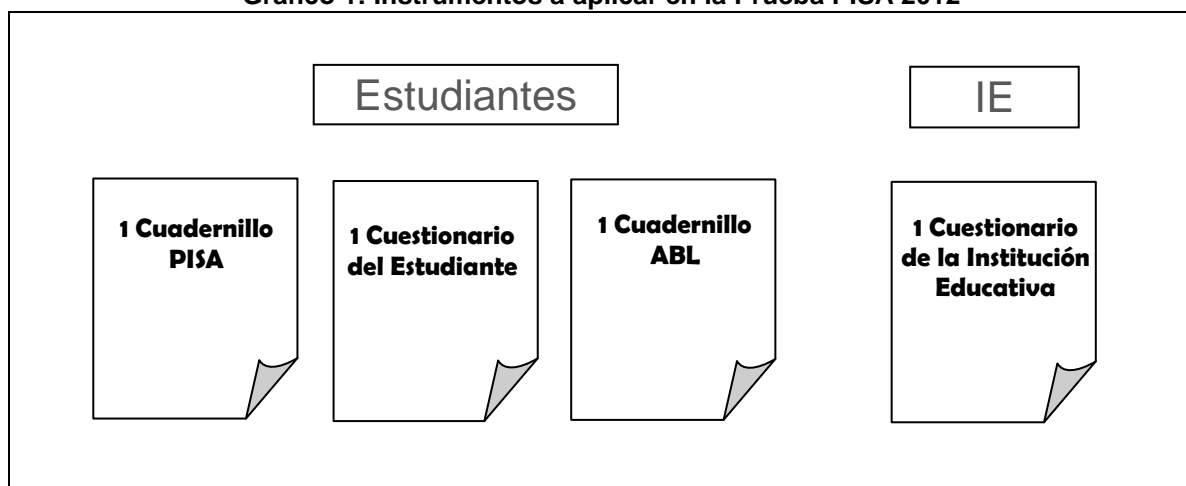 Gráfico 1: Instrumentos a aplicar en la Prueba PISA 2012
Estudiantes
IE
1 Cuadernillo
PISA
1 Cuestionario
del Estudiante
1 Cuadernillo
ABL
1 Cuestionario
de la Institución
Educativa